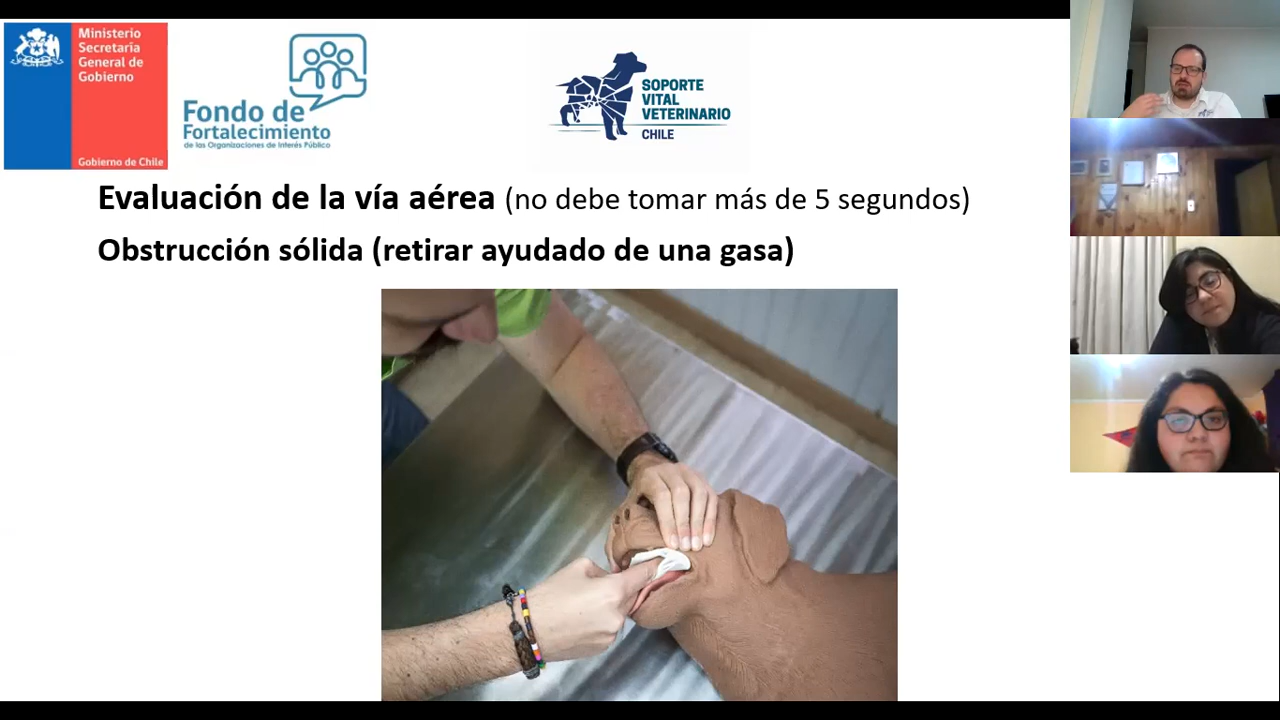 Ministerio
Secretaría
General de
Gobierno
Gobierno de Chile
Fondo de
Fortalecimiento
de las Organizaciones de Interés Público
SOPORTE
VITAL
VETERINARIO
CHILE
Evaluación de la vía aérea (no debe tomar más de 5 segundos)
Obstrucción sólida (retirar ayudado de una gasa)